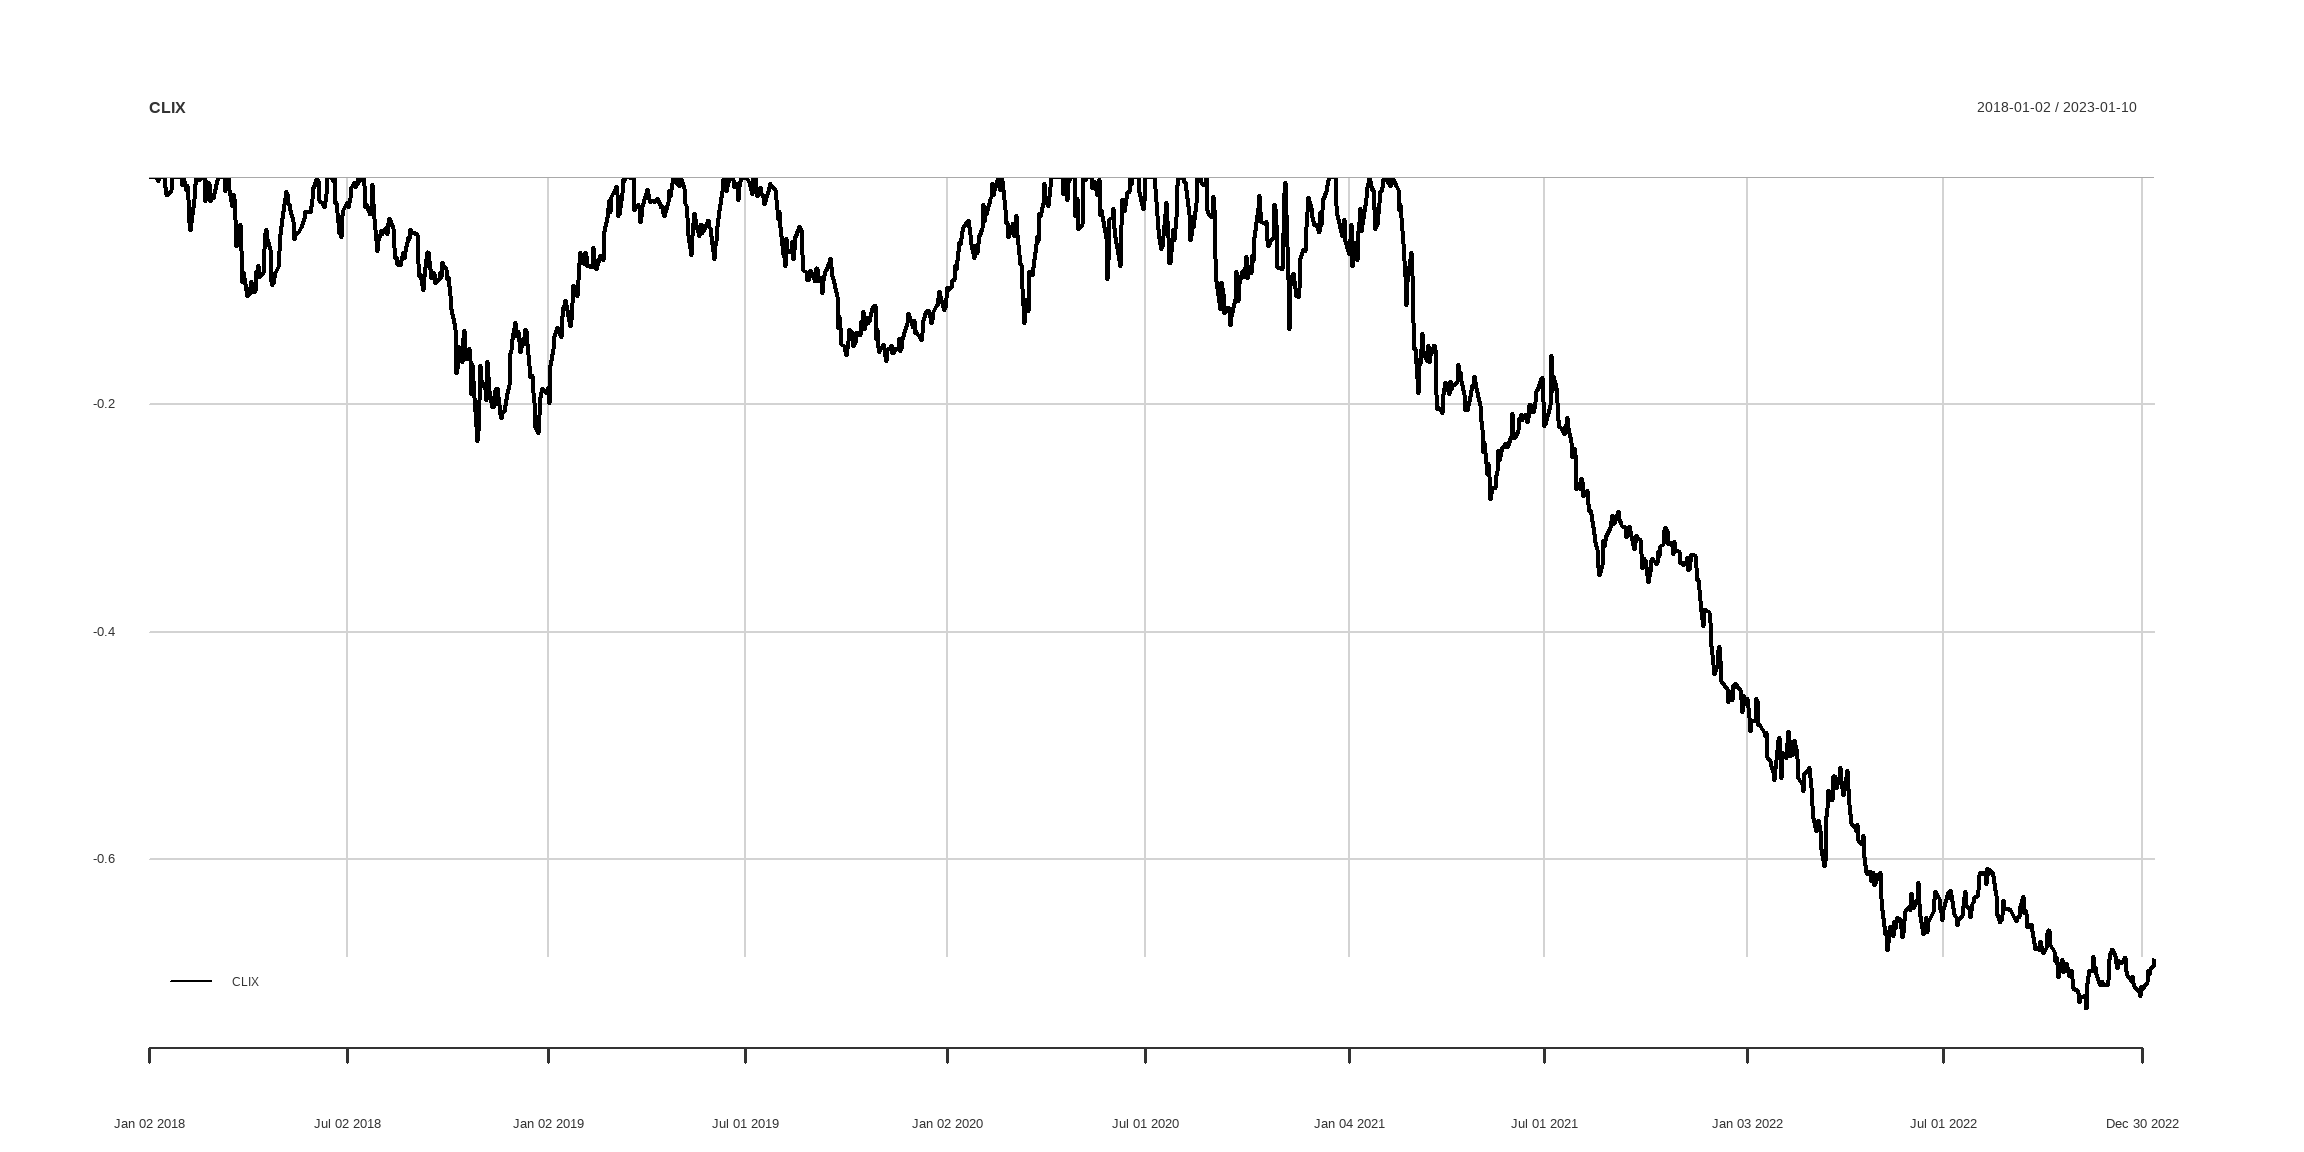 CLIX
2018-01-02 / 2023-01-10
-0.2
-0.4
-0.6
CLIX
Jan 02 2018
Jul 02 2018
Jan 02 2019
Jul 01 2019
Jan 02 2020
Jul 01 2020
Jan 04 2021
Jul 01 2021
Jan 03 2022
Jul 01 2022
Dec 30 2022